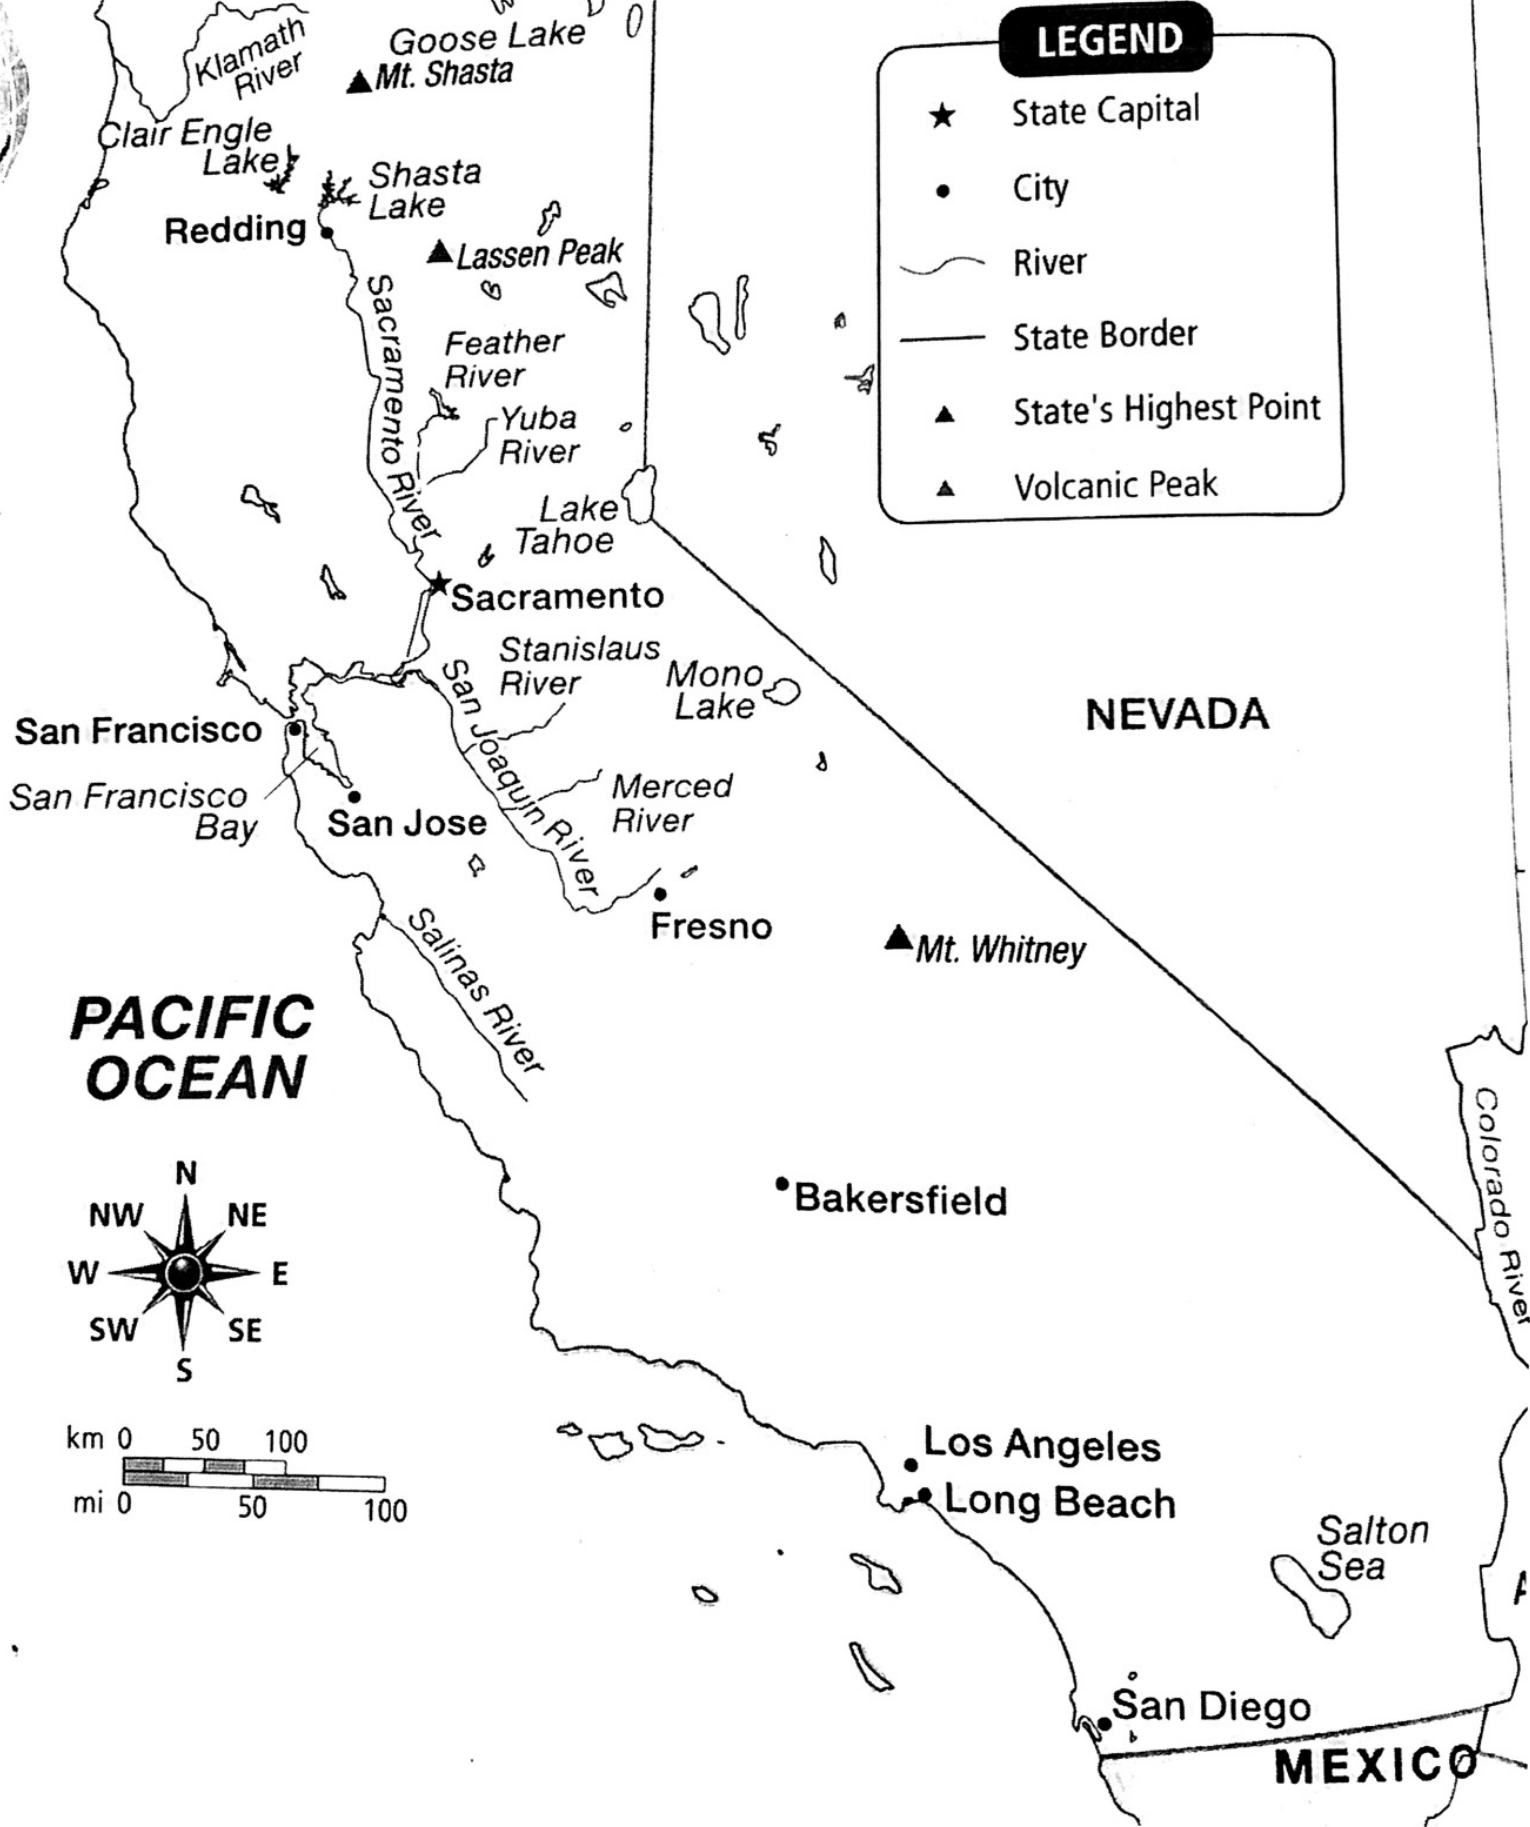 Klamath
River
Goose Lake
Mt. Shasta
Clair Engle
Lake
Shasta
Lake
Redding
Lassen Peak
Sacramento River
Feather
River
Yuba
River
Lake
Tahoe
Sacramento
Stanislaus
River
Mono
Lake
San Francisco
San Francisco
Bay
San Jose
San Joaquin River
Merced
River
Fresno
Salinas River
Mt. Whitney
NEVADA
PACIFIC
OCEAN
Bakersfield
Colorado River
Los Angeles
Long Beach
Salton
Sea
San Diego
MEXICO
LEGEND
State Capital
City
River
State Border
State's Highest Point
Volcanic Peak
N
NW NE
W E
SW SE
S
km 0 50 100
mi 0 50 100